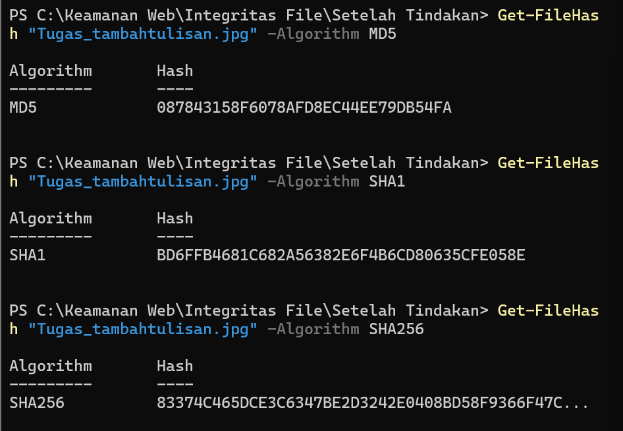 PS C:\Keamanan Web\Integritas File\Setelah Tindakan> Get-FileHas
h "Tugas_tambahtulisan.jpg" -Algorithm MD5
Algorithm       Hash
---------       ----
MD5             087843158F6078AFD8EC44EE79DB54FA
PS C:\Keamanan Web\Integritas File\Setelah Tindakan> Get-FileHas
h "Tugas_tambahtulisan.jpg" -Algorithm SHA1
Algorithm       Hash
---------       ----
SHA1            BD6FFB4681C682A56382E6F4B6CD80635CFE058E
PS C:\Keamanan Web\Integritas File\Setelah Tindakan> Get-FileHas
h "Tugas_tambahtulisan.jpg" -Algorithm SHA256
Algorithm       Hash
---------       ----
SHA256          83374C465DCE3C6347BE2D3242E0408BD58F9366F47C...